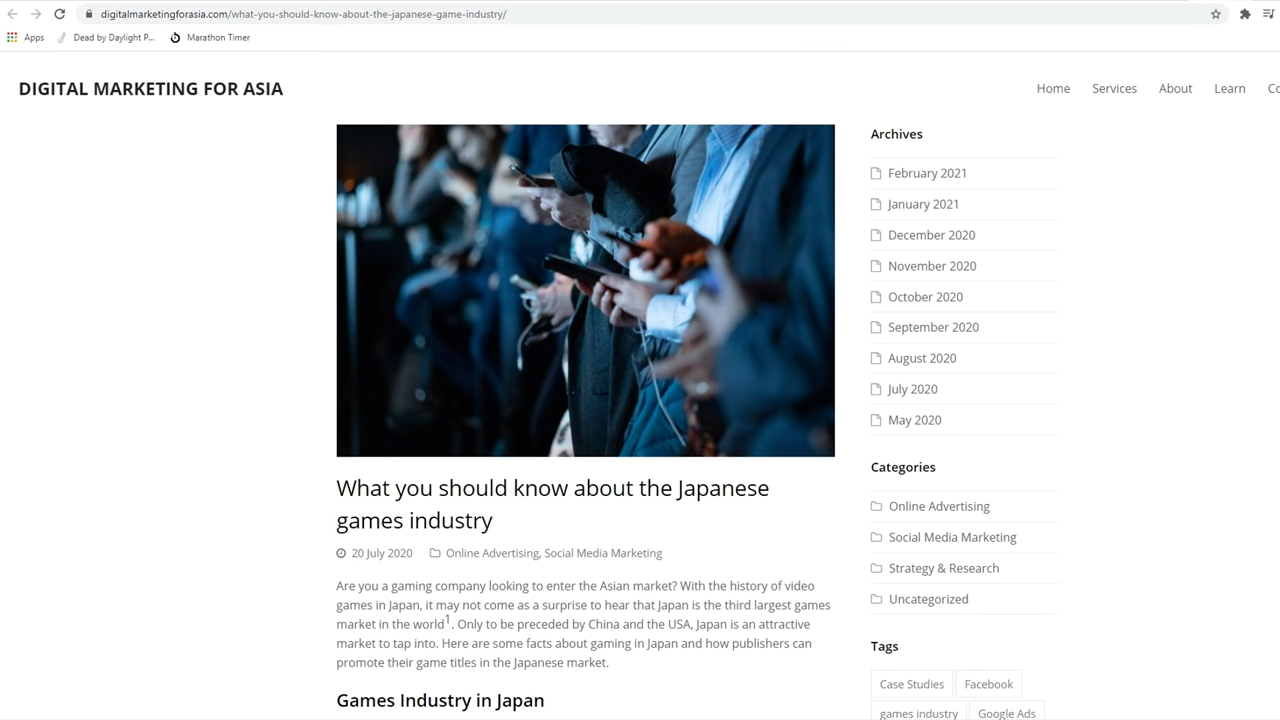 digitalmarketingforasia.com/what-you-should-know-about-the-japanese-game-industry/
Apps
Dead by Daylight P...
Marathon Timer
DIGITAL MARKETING FOR ASIA
Home
Services
About
Learn
What you should know about the Japanese
games industry
20 July 2020
Online Advertising, Social Media Marketing
Are you a gaming company looking to enter the Asian market? With the history of video
games in Japan, it may not come as a surprise to hear that Japan is the third largest games
market in the world1. Only to be preceded by China and the USA, Japan is an attractive
market to tap into. Here are some facts about gaming in Japan and how publishers can
promote their game titles in the Japanese market.
Games Industry in Japan
Archives
February 2021
January 2021
December 2020
November 2020
October 2020
September 2020
August 2020
July 2020
May 2020
Categories
Online Advertising
Social Media Marketing
Strategy & Research
Uncategorized
Tags
Case Studies
Facebook
games industry
Google Ads